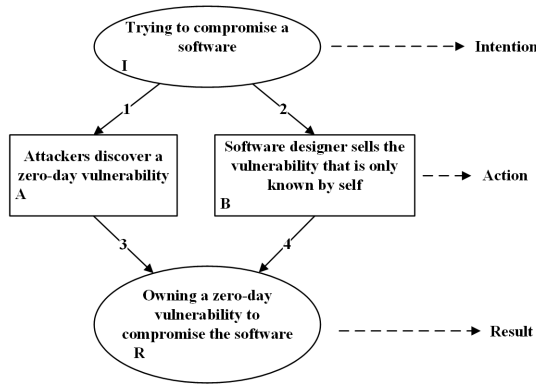 Trying to compromise a
software
I
Intention
1
2
Attackers discover a
zero-day vulnerability
A
Software designer sells the
vulnerability that is only
known by self
B
Action
3
4
Owning a zero-day
vulnerability to
compromise the software
R
Result